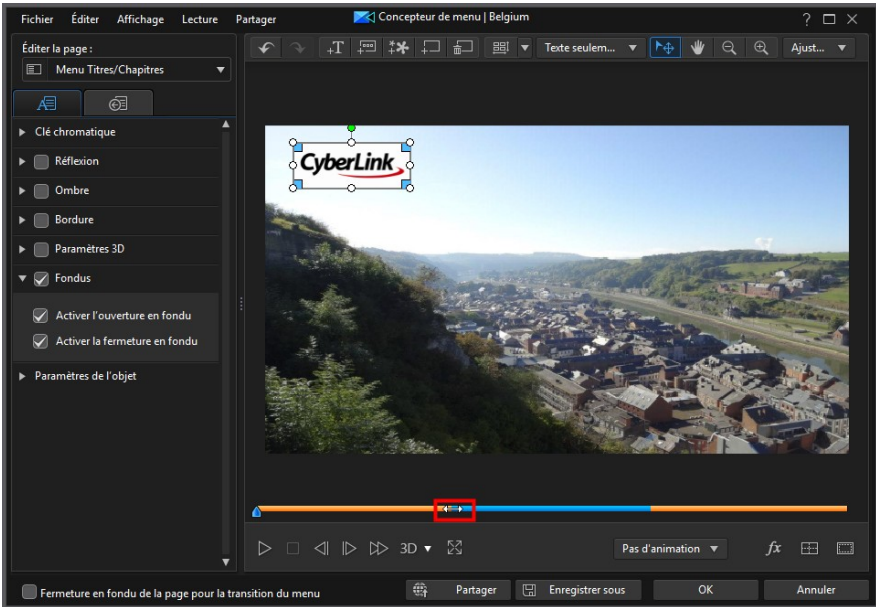 Fichier Éditer Affichage Lecture Partager Concepteur de menu | Belgium ?
Éditer la page :
Menu Titres/Chapitres
Texte seulem...
Ajust...
Clé chromatique
Réflexion
Ombre
Bordure
Paramètres 3D
Fondus
Activer l'ouverture en fondu
Activer la fermeture en fondu
Paramètres de l'objet
CyberLink
3D
Pas d'animation
fx
Fermeture en fondu de la page pour la transition du menu
Partager
Enregistrer sous
OK
Annuler